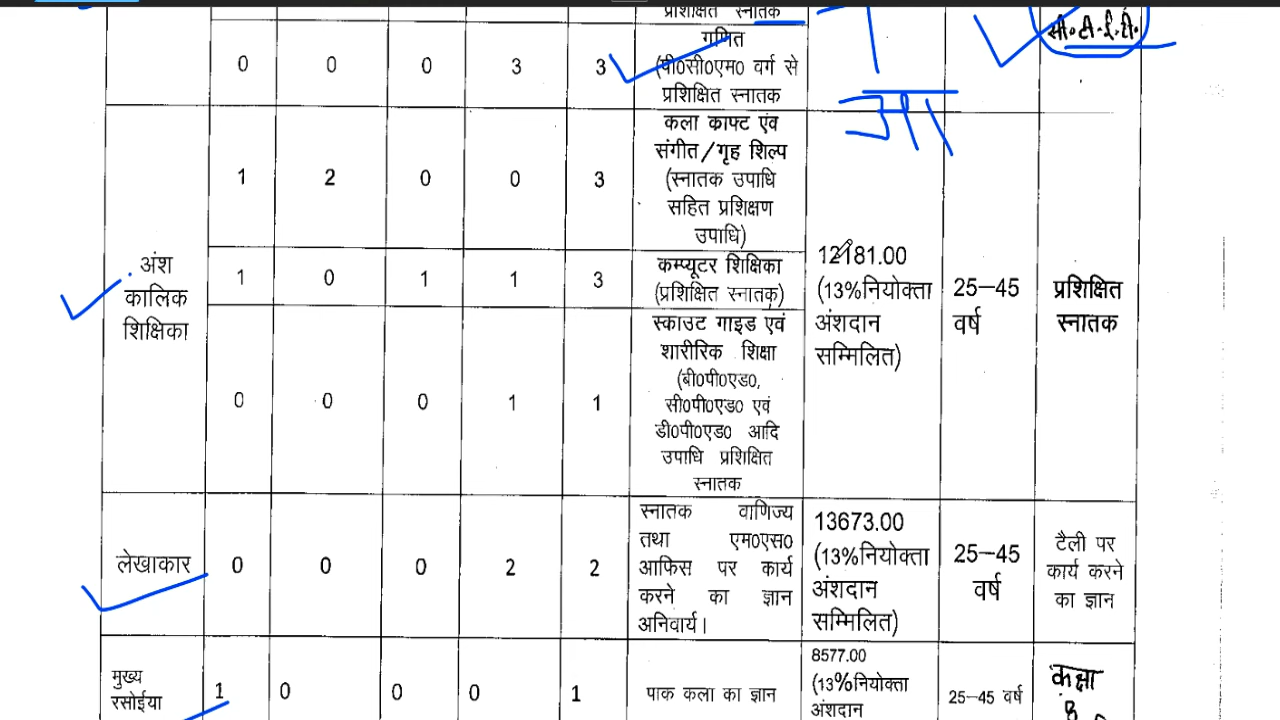 प्रशिक्षित स्नातक
सी०टी०ई०टी०
0 0 0 3 3
गणित
(पी0सी0एम0 वर्ग से
प्रशिक्षित स्नातक
अंश
कालिक
शिक्षिका
1 2 0 0 3
कला काफ्ट एंव
संगीत/गृह शिल्प
(स्नातक उपाधि
सहित प्रशिक्षण
उपाधि)
1 0 1 1 3
कम्प्यूटर शिक्षिका
(प्रशिक्षित स्नातक)
0 0 0 1 1
स्काउट गाइड एवं
शारीरिक शिक्षा
(बी0पी0एड0,
सी0पी0एड0 एवं
डी0पी0एड0 आदि
उपाधि प्रशिक्षित
स्नातक
12181.00
(13%नियोक्ता
अंशदान
सम्मिलित)
25–45
वर्ष
प्रशिक्षित
स्नातक
लेखाकार
0 0 0 2 2
स्नातक वाणिज्य
तथा एम0एस0
आफिस पर कार्य
करने का ज्ञान
अनिवार्य।
13673.00
(13%नियोक्ता
अंशदान
सम्मिलित)
25–45
वर्ष
टैली पर
कार्य करने
का ज्ञान
मुख्य
रसोईया
1 0 0 0 1
पाक कला का ज्ञान
8577.00
(13%नियोक्ता
अंशदान
25–45 वर्ष
कक्षा
8